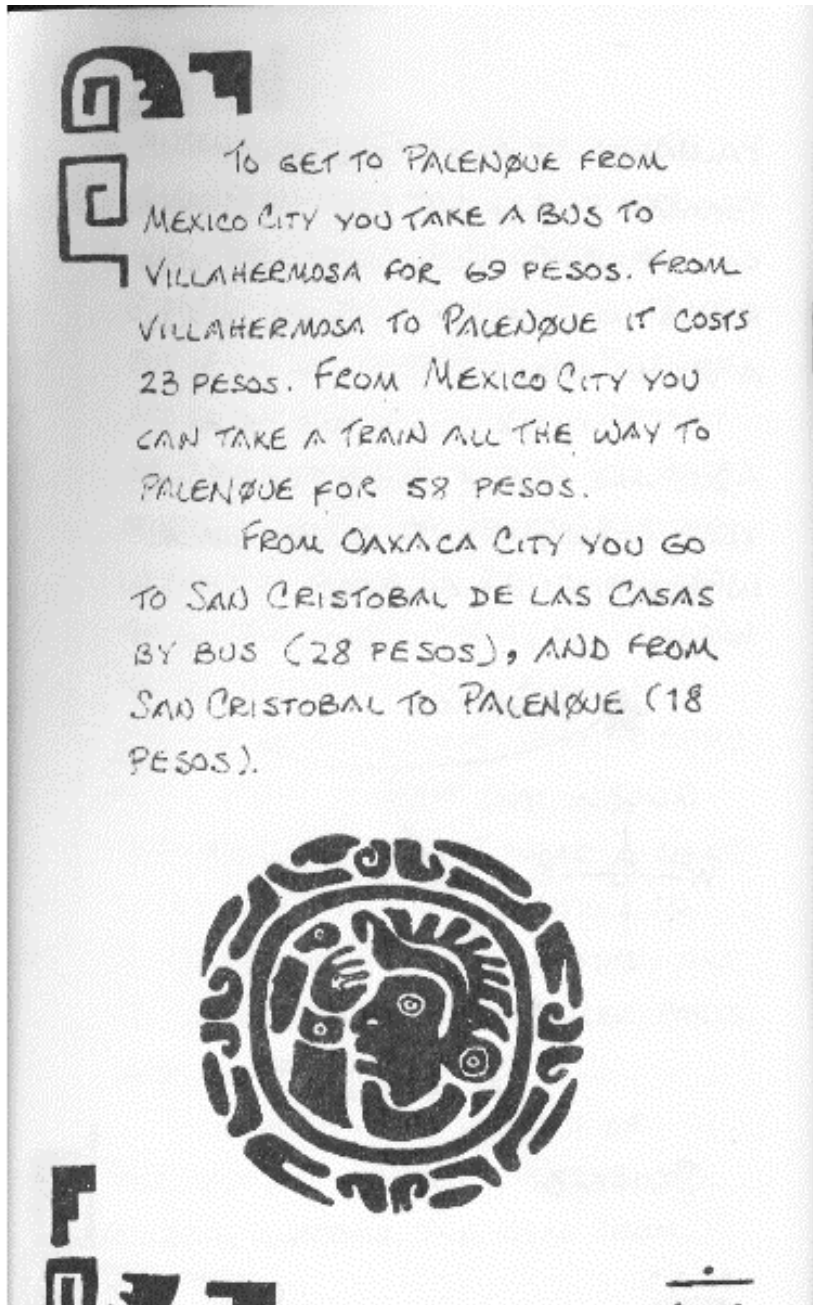 TO GET TO PALENQUE FROM
MEXICO CITY YOU TAKE A BUS TO
VILLAHERMOSA FOR 69 PESOS. FROM
VILLAHERMOSA TO PALENQUE IT COSTS
23 PESOS. FROM MEXICO CITY YOU
CAN TAKE A TRAIN ALL THE WAY TO
PALENQUE FOR 58 PESOS.
FROM OAXACA CITY YOU GO
TO SAN CRISTOBAL DE LAS CASAS
BY BUS (28 PESOS), AND FROM
SAN CRISTOBAL TO PALENQUE (18
PESOS).